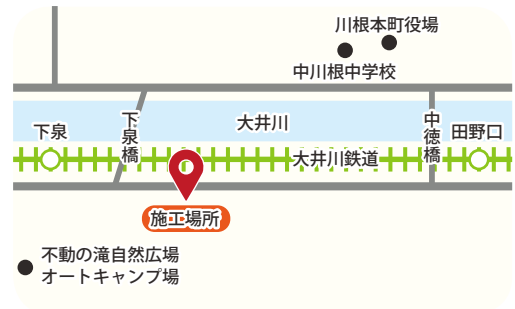 川根本町役場
中川根中学校
下泉
下泉橋
大井川
中徳橋
田野口
大井川鉄道
施工場所
不動の滝自然広場
オートキャンプ場